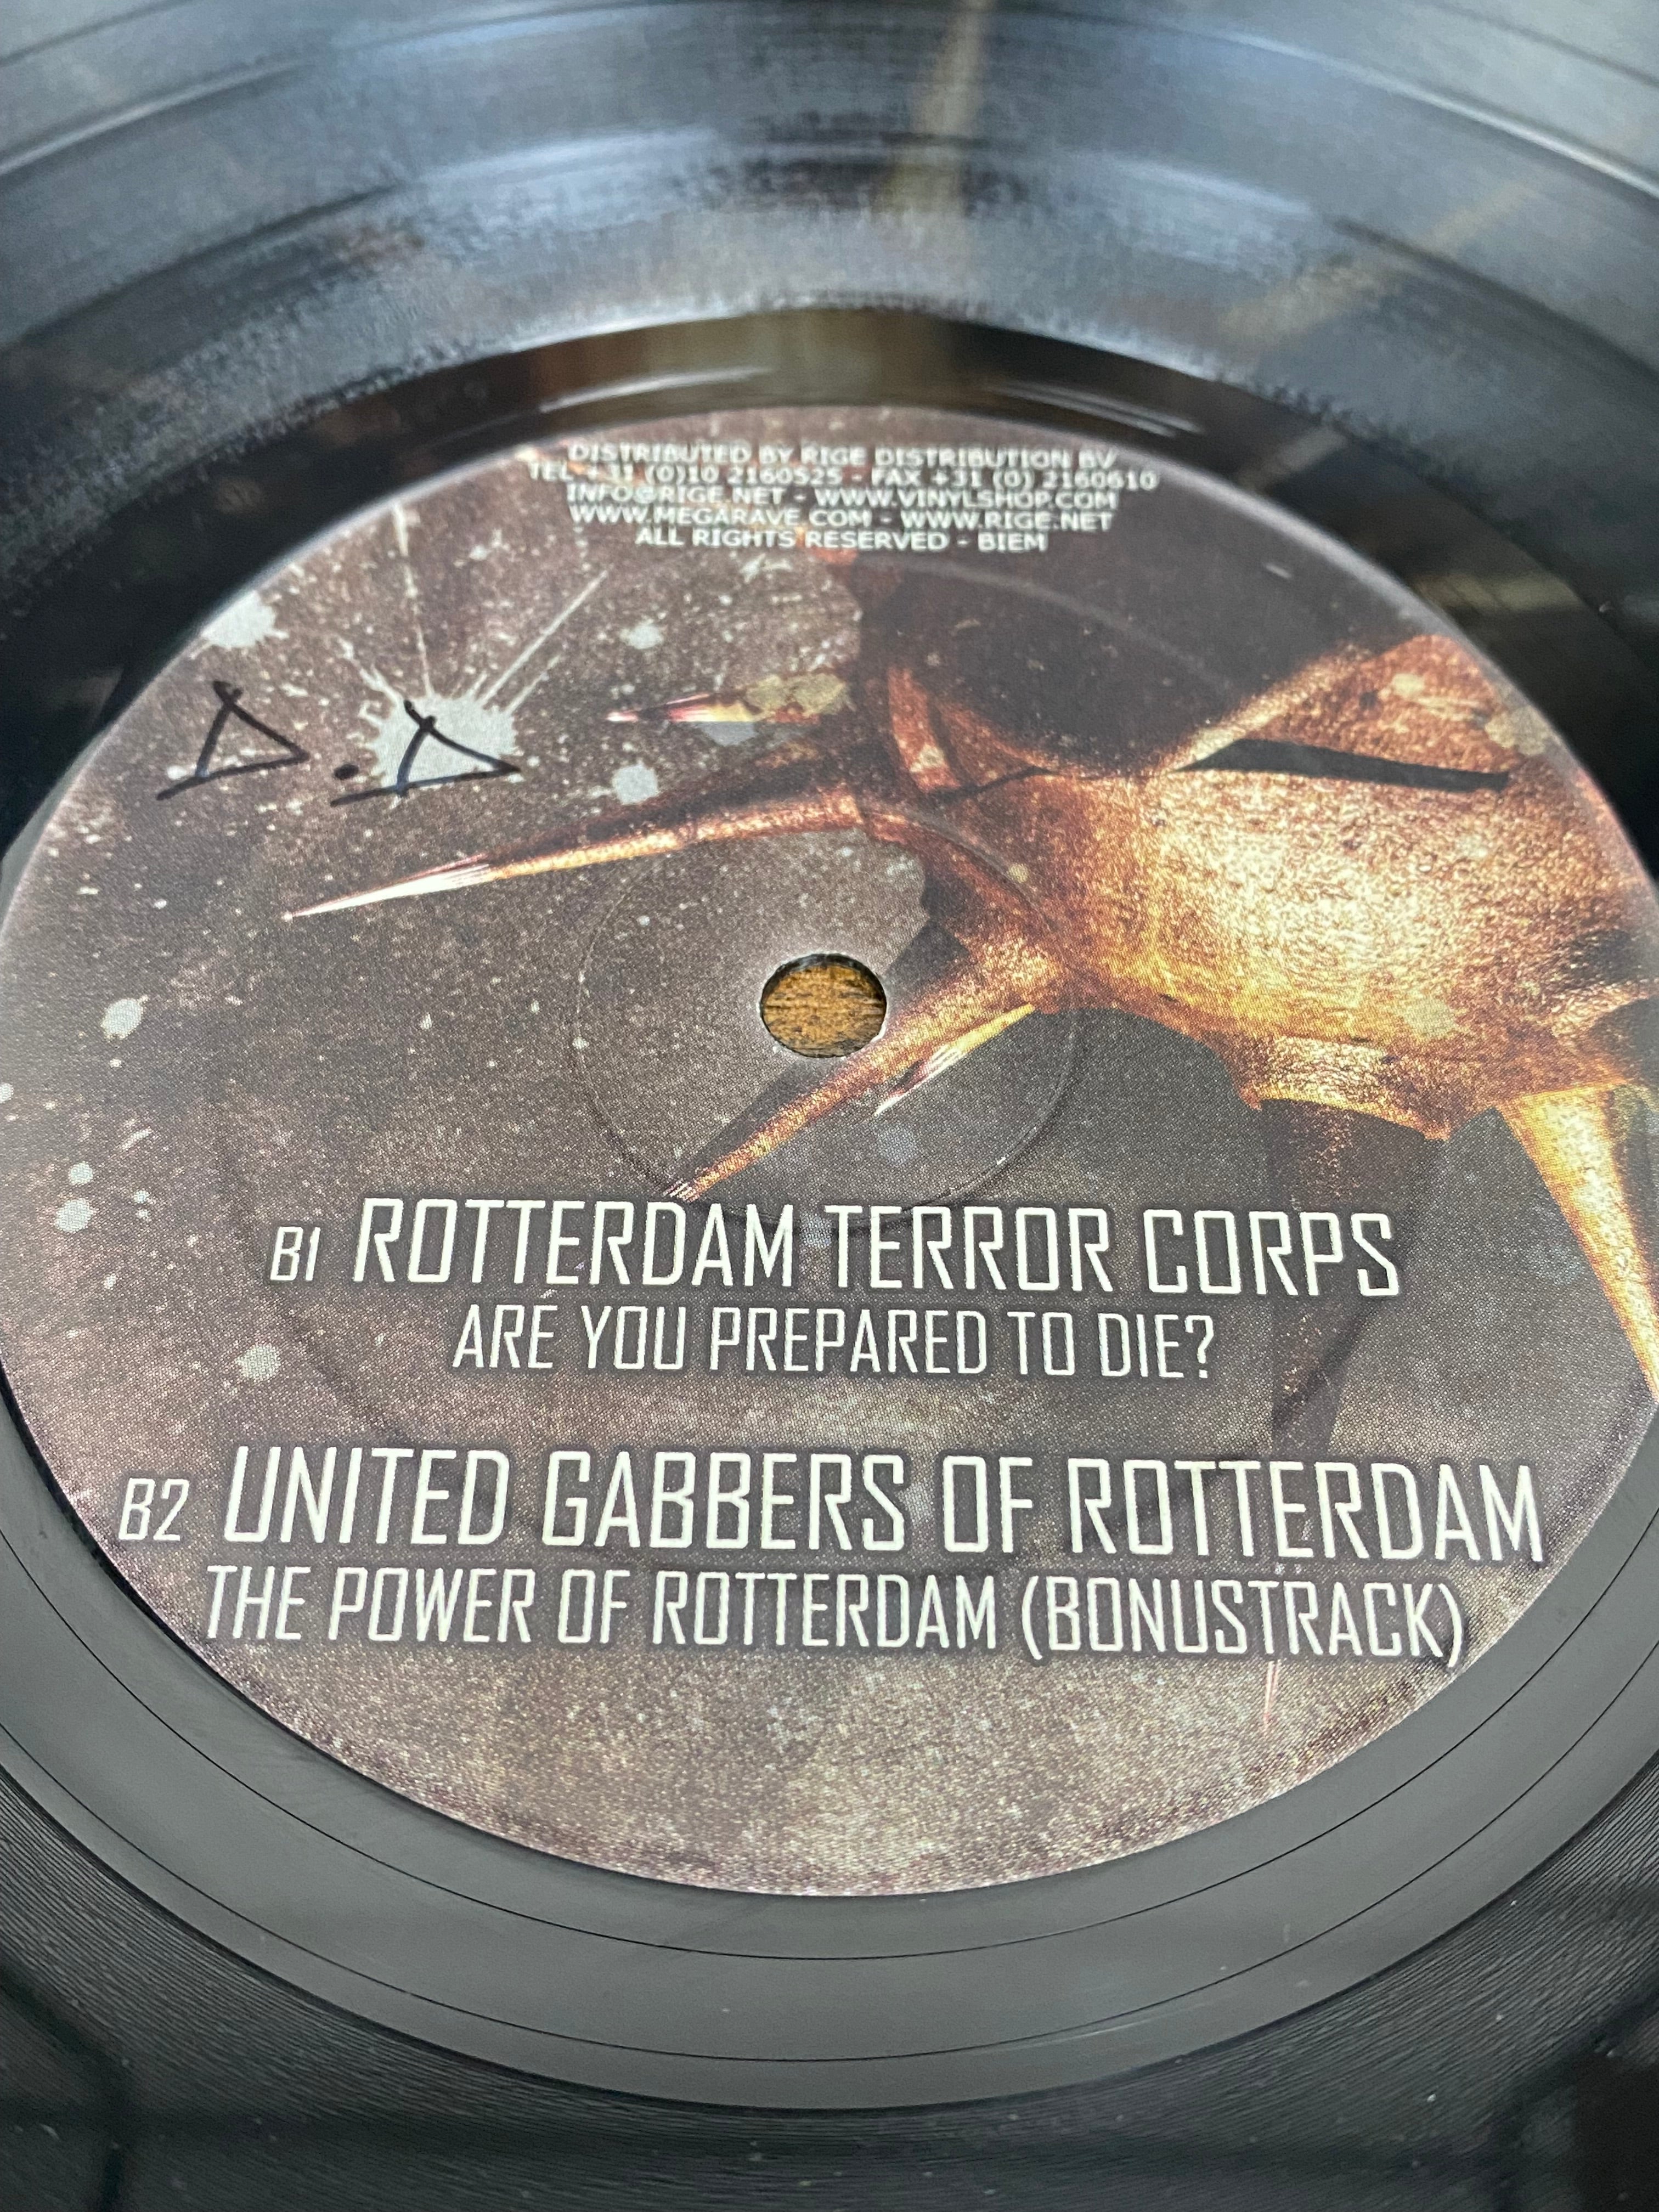 DISTRIBUTED BY RIGE DISTRIBUTION BV
TEL +31 (0)10 2160525 - FAX +31 (0) 2160610
INFO@RIGE.NET - WWW.VINYLSHOP.COM
WWW.MEGARAVE.COM - WWW.RIGE.NET
ALL RIGHTS RESERVED - BIEM
D.D
B1 ROTTERDAM TERROR CORPS
ARE YOU PREPARED TO DIE?
B2 UNITED GABBERS OF ROTTERDAM
THE POWER OF ROTTERDAM (BONUSTRACK)